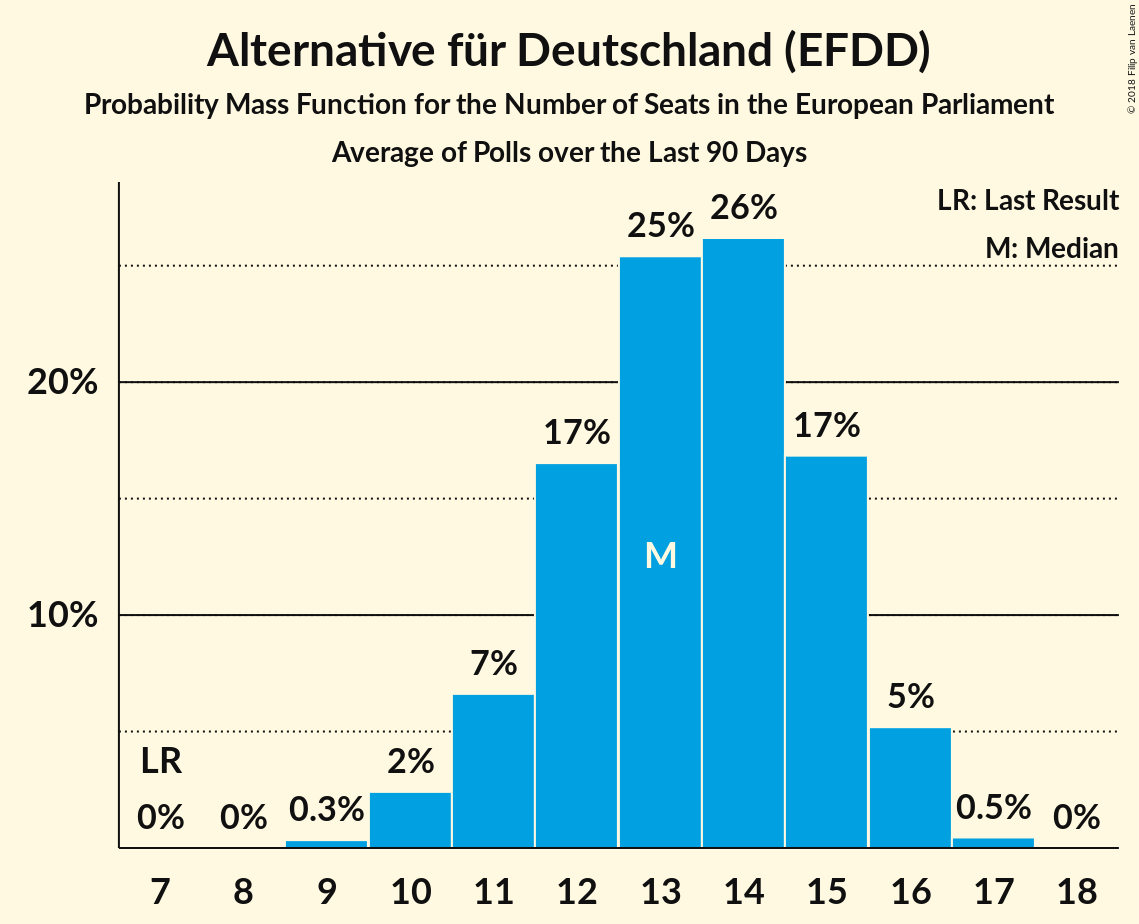 Alternative für Deutschland (EFDD)
Probability Mass Function for the Number of Seats in the European Parliament
Average of Polls over the Last 90 Days
© 2018 Filip van Laenen
LR: Last Result
M: Median
25% 26%
20%
17% 17%
M
10%
7%
5%
LR
2%
0% 0% 0.3% 0.5% 0%
7 8 9 10 11 12 13 14 15 16 17 18